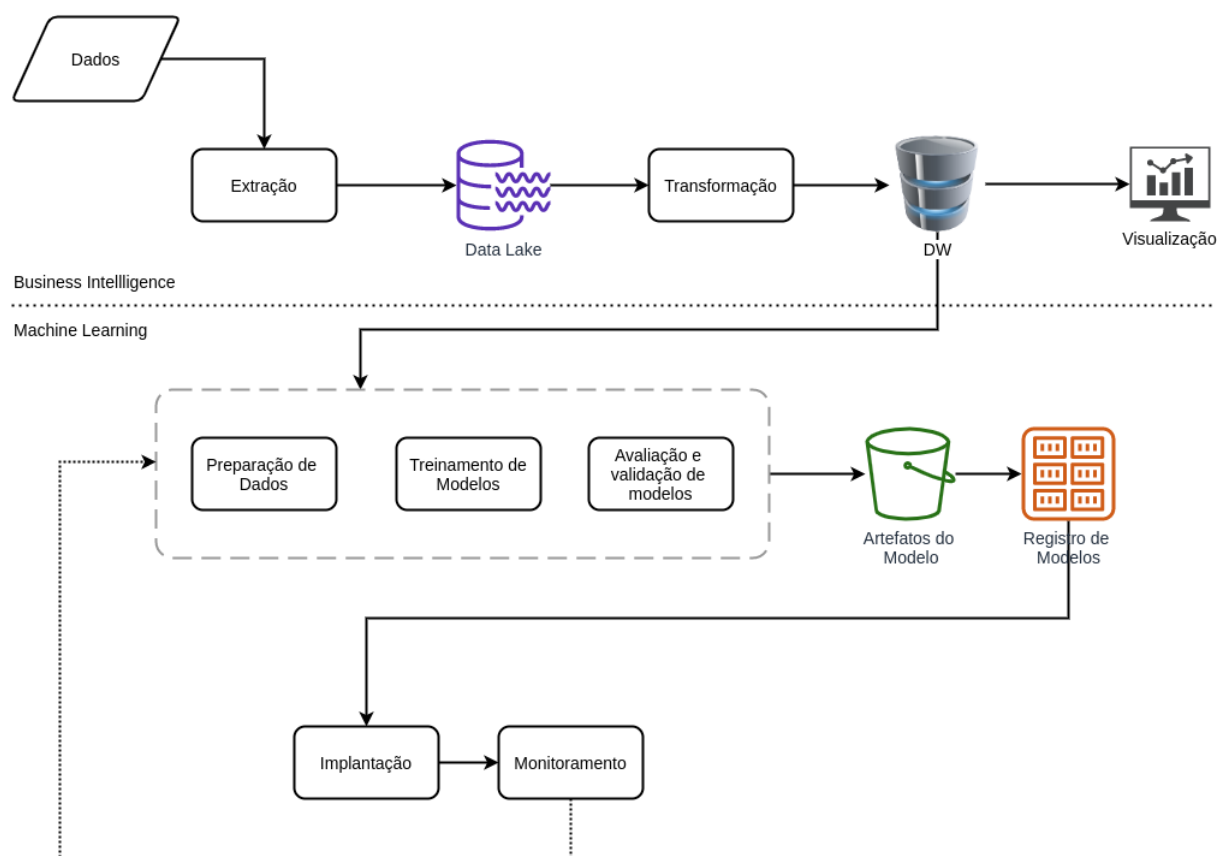 Dados
Extração
Data Lake
Transformação
DW
Visualização
Business Intellligence
Machine Learning
Preparação de
Dados
Treinamento de
Modelos
Avaliação e
validação de
modelos
Artefatos do
Modelo
Registro de
Modelos
Implantação
Monitoramento